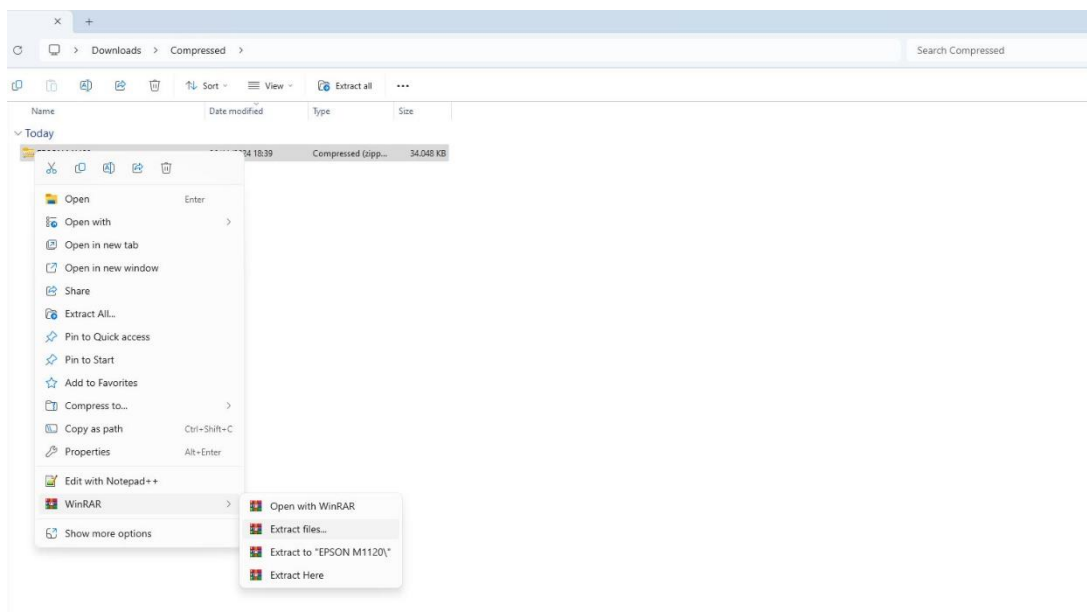 Downloads > Compressed >
Search Compressed
Sort
View
Extract all
Name Date modified Type Size
Today
18:39 Compressed (zipp... 34.048 KB
Open Enter
Open with
Open in new tab
Open in new window
Share
Extract All...
Pin to Quick access
Pin to Start
Add to Favorites
Compress to...
Copy as path Ctrl+Shift+C
Properties Alt+Enter
Edit with Notepad++
WinRAR
Open with WinRAR
Extract files...
Show more options
Extract to "EPSON M1120\"
Extract Here